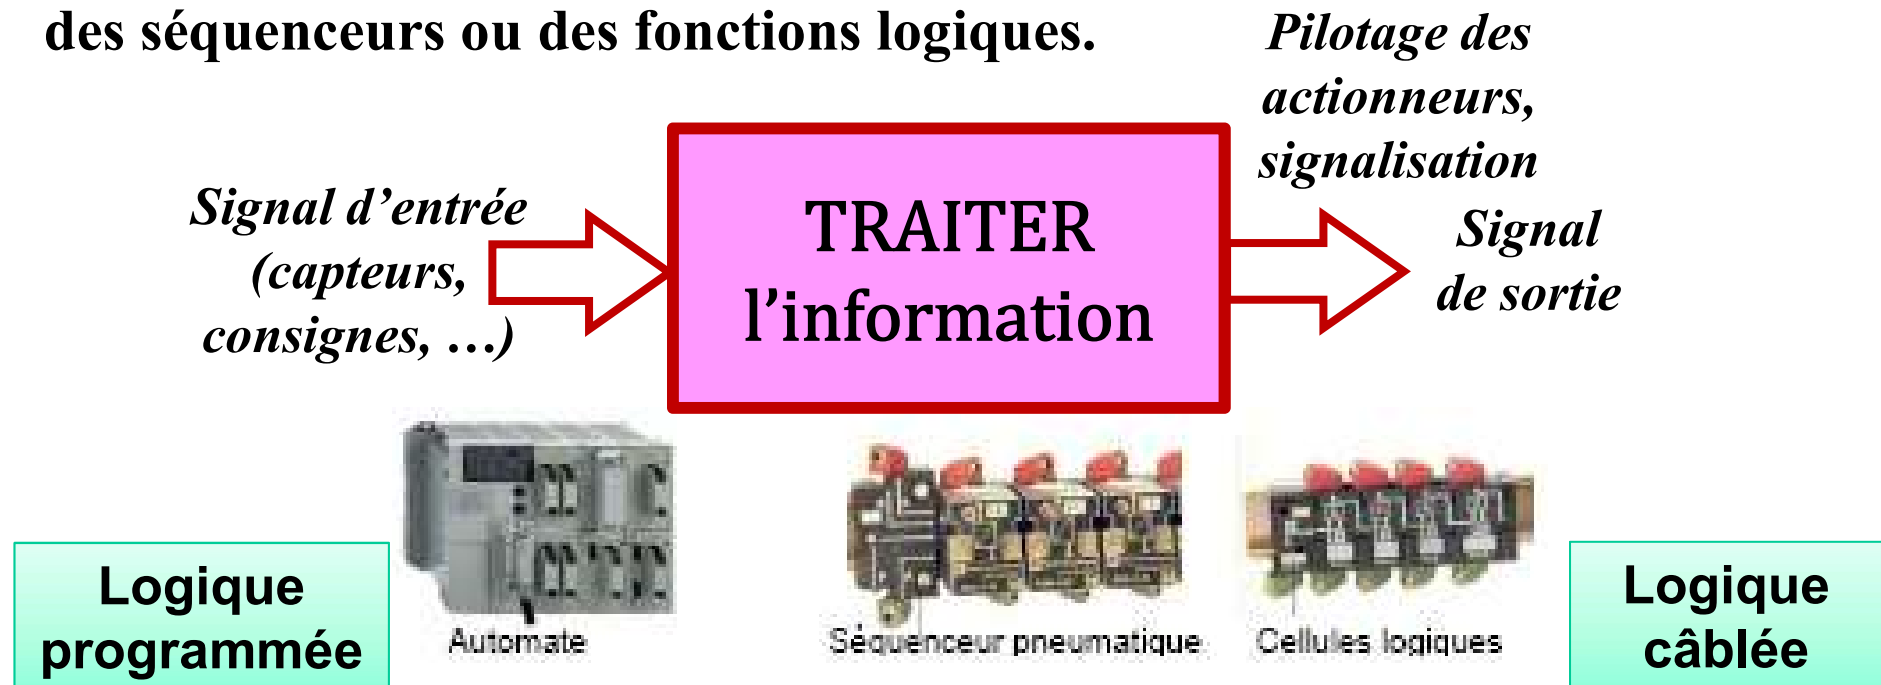 des séquenceurs ou des fonctions logiques.
Pilotage des
actionneurs,
signalisation
Signal d’entrée
(capteurs,
consignes, …)
TRAITER
l’information
Signal
de sortie
Automate
Séquenceur pneumatique
Cellules logiques
Logique
programmée
Logique
câblée